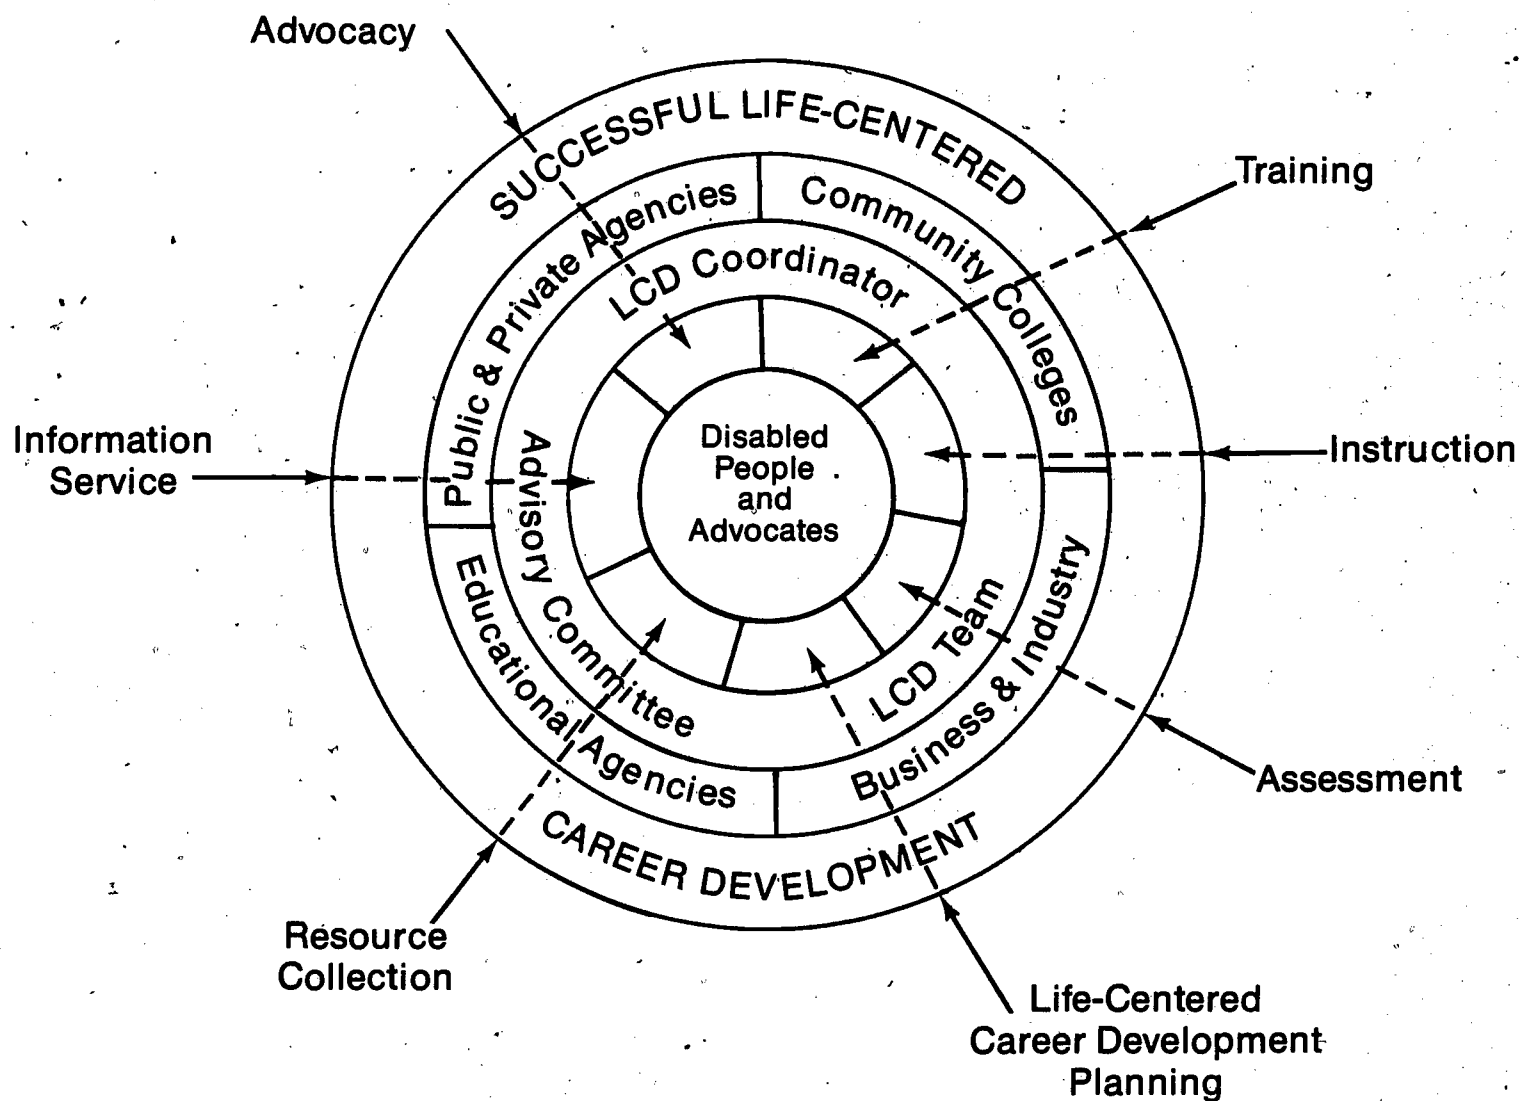 Advocacy
SUCCESSFUL LIFE-CENTERED
Training
Public & Private Agencies
Community Colleges
LCD Coordinator
Information
Service
Disabled
People
and
Advocates
Instruction
Advisory Committee
LCD Team
Educational Agencies
Business & Industry
Assessment
CAREER DEVELOPMENT
Resource
Collection
Life-Centered
Career Development
Planning